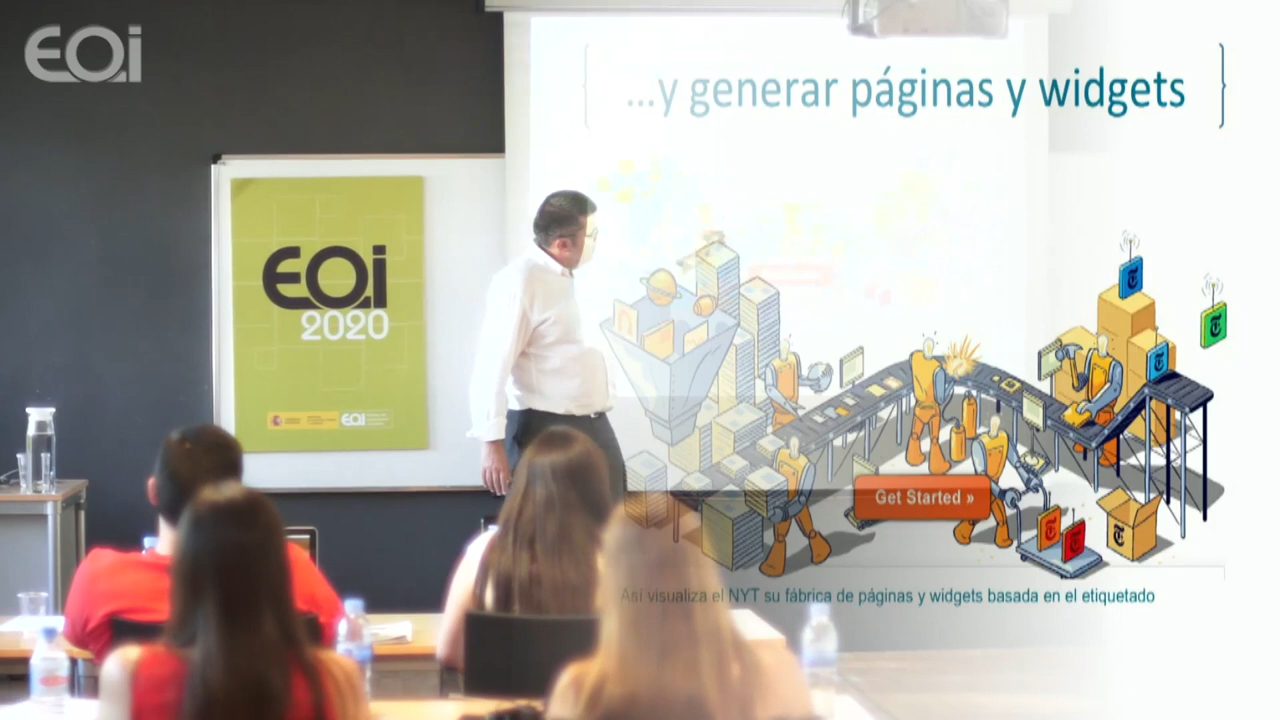 EOi
...y generar páginas y widgets
EOi
2020
EOi
Get Started »
Así visualiza el NYT su fábrica de páginas y widgets basada en el etiquetado